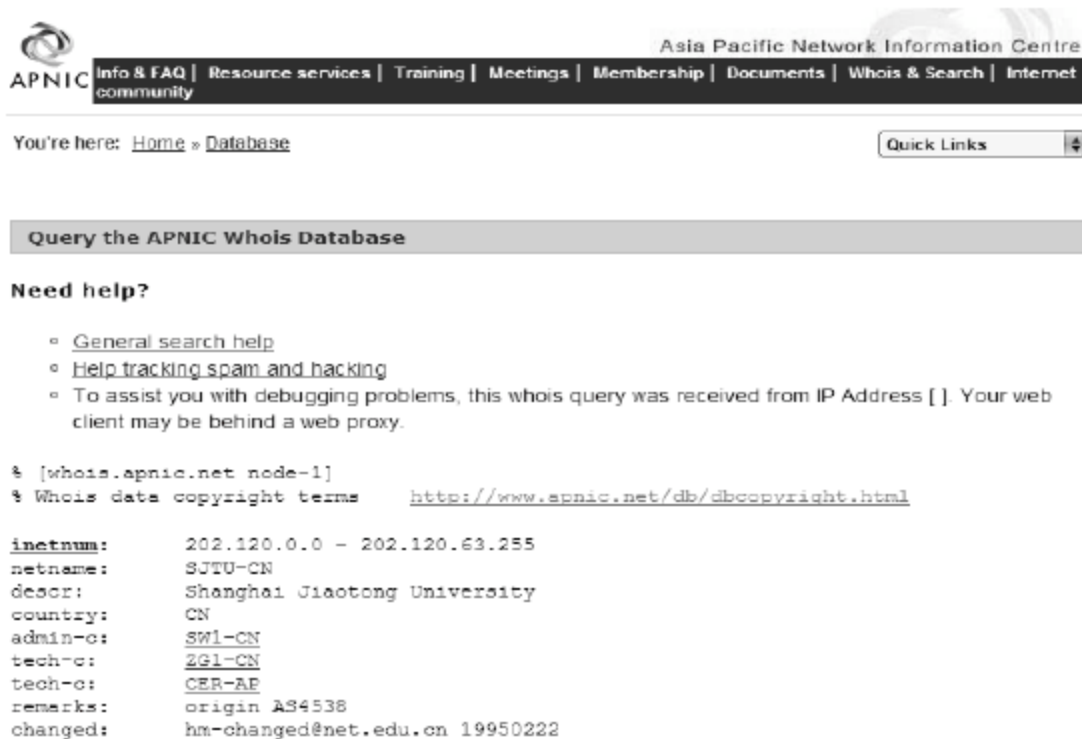 Asia Pacific Network Information Centre
APNIC
Info & FAQ | Resource services | Training | Meetings | Membership | Documents | Whois & Search | Internet
community
You're here: Home » Database
Quick Links
Query the APNIC Whois Database
Need help?
General search help
Help tracking spam and hacking
To assist you with debugging problems, this whois query was received from IP Address [ ]. Your web
client may be behind a web proxy.
% [whois.apnic.net node-1]
% Whois data copyright terms http://www.apnic.net/db/dbcopyright.html
inetnum: 202.120.0.0 - 202.120.63.255
netname: SJTU-CN
descr: Shanghai Jiaotong University
country: CN
admin-c: SW1-CN
tech-c: ZG1-CN
tech-c: CER-AP
remarks: origin AS4538
changed: hm-changed@net.edu.cn 19950222